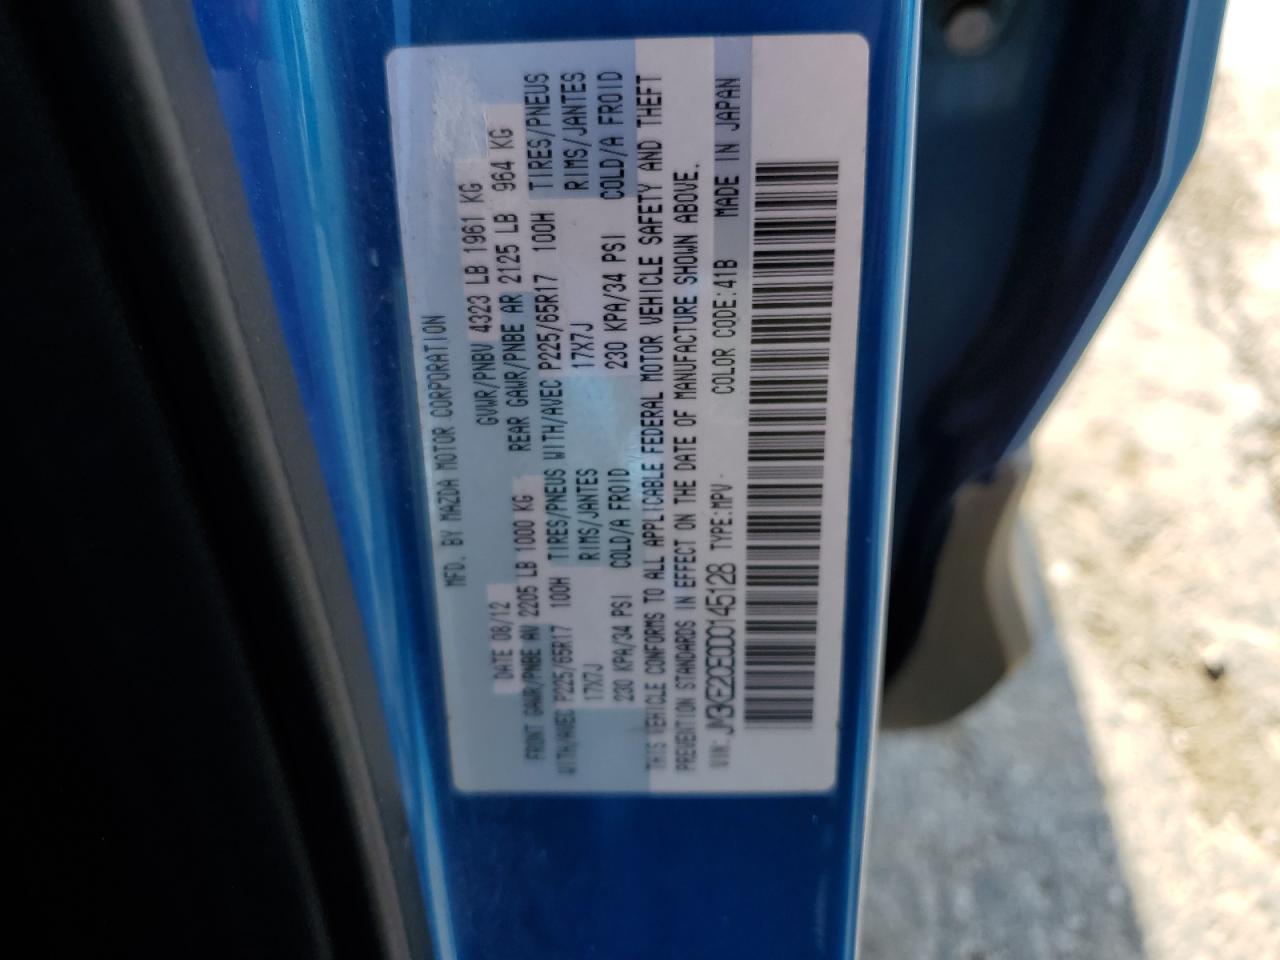 MFD. BY MAZDA MOTOR CORPORATION
DATE 08/12 GVWR/PNBV 4323 LB 1961 KG
FRONT GAWR/PNBE AV 2205 LB 1000 KG REAR GAWR/PNBE AR 2125 LB 964 KG
WITH/AVEC P225/65R17 100H TIRES/PNEUS WITH/AVEC P225/65R17 100H TIRES/PNEUS
17X7J RIMS/JANTES 17X7J RIMS/JANTES
230 KPA/34 PSI COLD/A FROID 230 KPA/34 PSI COLD/A FROID
THIS VEHICLE CONFORMS TO ALL APPLICABLE FEDERAL MOTOR VEHICLE SAFETY AND THEFT
PREVENTION STANDARDS IN EFFECT ON THE DATE OF MANUFACTURE SHOWN ABOVE.
VIN: JM3KE2CE0D0145128 TYPE:MPV COLOR CODE:41B MADE IN JAPAN